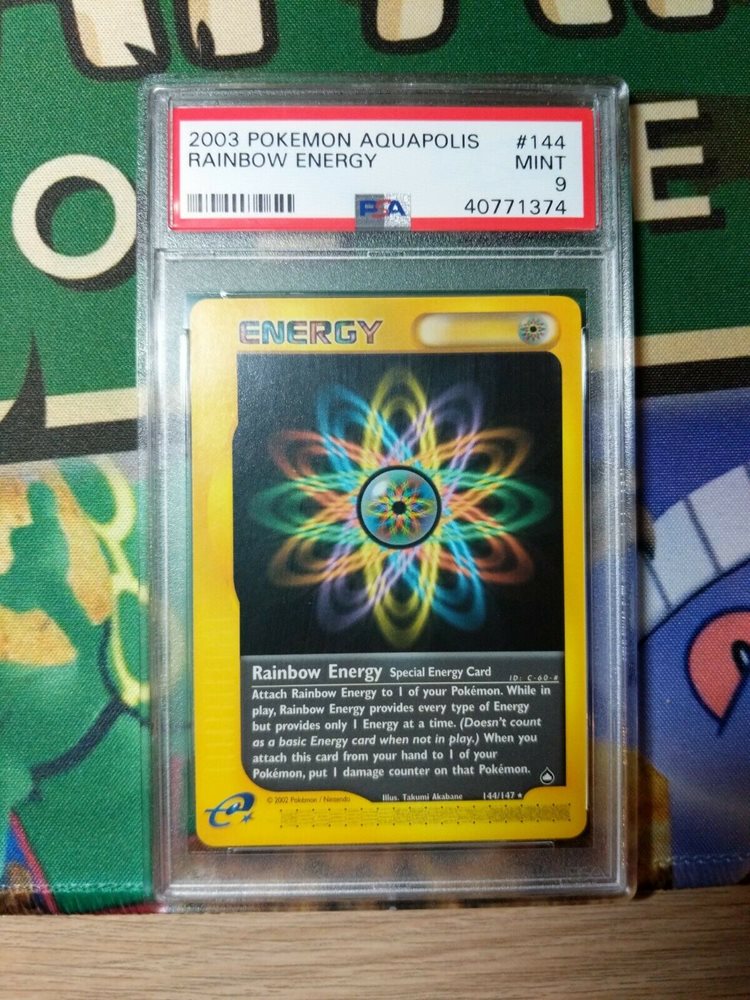 2003 POKEMON AQUAPOLIS #144
RAINBOW ENERGY MINT
9
PSA 40771374
O E
ENERGY
Rainbow Energy Special Energy Card
ID: C-60-#
Attach Rainbow Energy to 1 of your Pokémon. While in
play, Rainbow Energy provides every type of Energy
but provides only 1 Energy at a time. (Doesn't count
as a basic Energy card when not in play.) When you
attach this card from your hand to 1 of your
Pokémon, put 1 damage counter on that Pokémon.
Illus. Takumi Akabane 144/147 ★
© 2002 Pokémon / Nintendo
e